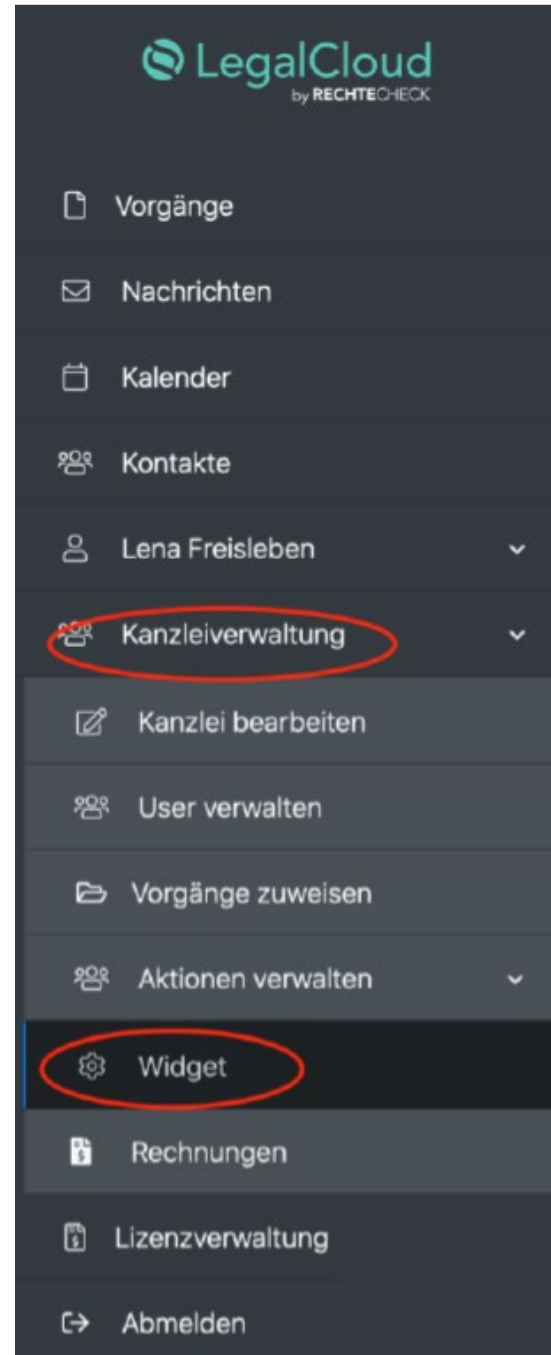 LegalCloud
by RECHTECHECK
Vorgänge
Nachrichten
Kalender
Kontakte
Lena Freisleben
Kanzleiverwaltung
Kanzlei bearbeiten
User verwalten
Vorgänge zuweisen
Aktionen verwalten
Widget
Rechnungen
Lizenzverwaltung
Abmelden